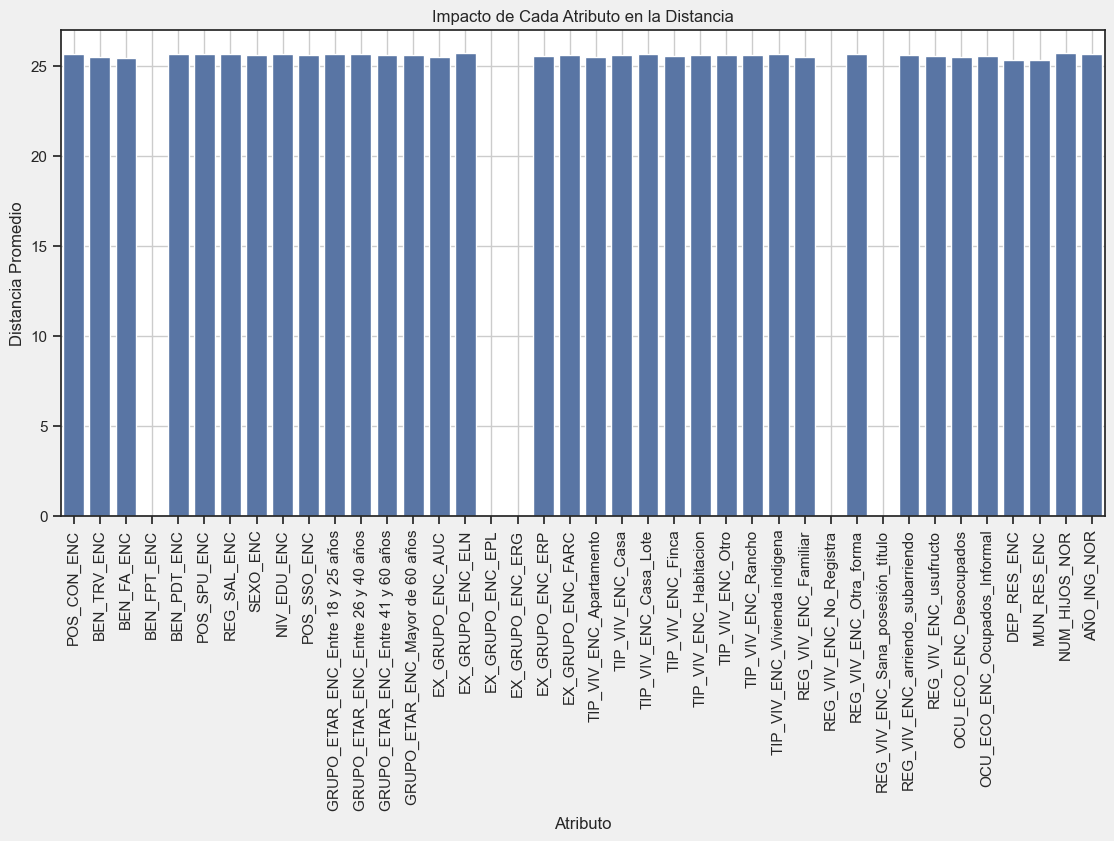 Impacto de Cada Atributo en la Distancia
Distancia Promedio
25
20
15
10
5
0
POS_CON_ENC
BEN_TRV_ENC
BEN_FA_ENC
BEN_FPT_ENC
BEN_PDT_ENC
POS_SPU_ENC
REG_SAL_ENC
SEXO_ENC
NIV_EDU_ENC
POS_SSO_ENC
GRUPO_ETAR_ENC_Entre 18 y 25 años
GRUPO_ETAR_ENC_Entre 26 y 40 años
GRUPO_ETAR_ENC_Entre 41 y 60 años
GRUPO_ETAR_ENC_Mayor de 60 años
EX_GRUPO_ENC_AUC
EX_GRUPO_ENC_ELN
EX_GRUPO_ENC_EPL
EX_GRUPO_ENC_ERG
EX_GRUPO_ENC_ERP
EX_GRUPO_ENC_FARC
TIP_VIV_ENC_Apartamento
TIP_VIV_ENC_Casa
TIP_VIV_ENC_Casa_Lote
TIP_VIV_ENC_Finca
TIP_VIV_ENC_Habitacion
TIP_VIV_ENC_Otro
TIP_VIV_ENC_Rancho
TIP_VIV_ENC_Vivienda indigena
REG_VIV_ENC_Familiar
REG_VIV_ENC_No_Registra
REG_VIV_ENC_Otra_forma
REG_VIV_ENC_Sana_posesión_título
REG_VIV_ENC_arriendo_subarriendo
REG_VIV_ENC_usufructo
OCU_ECO_ENC_Desocupados
OCU_ECO_ENC_Ocupados_Informal
DEP_RES_ENC
MUN_RES_ENC
NUM_HIJOS_NOR
AÑO_ING_NOR
Atributo